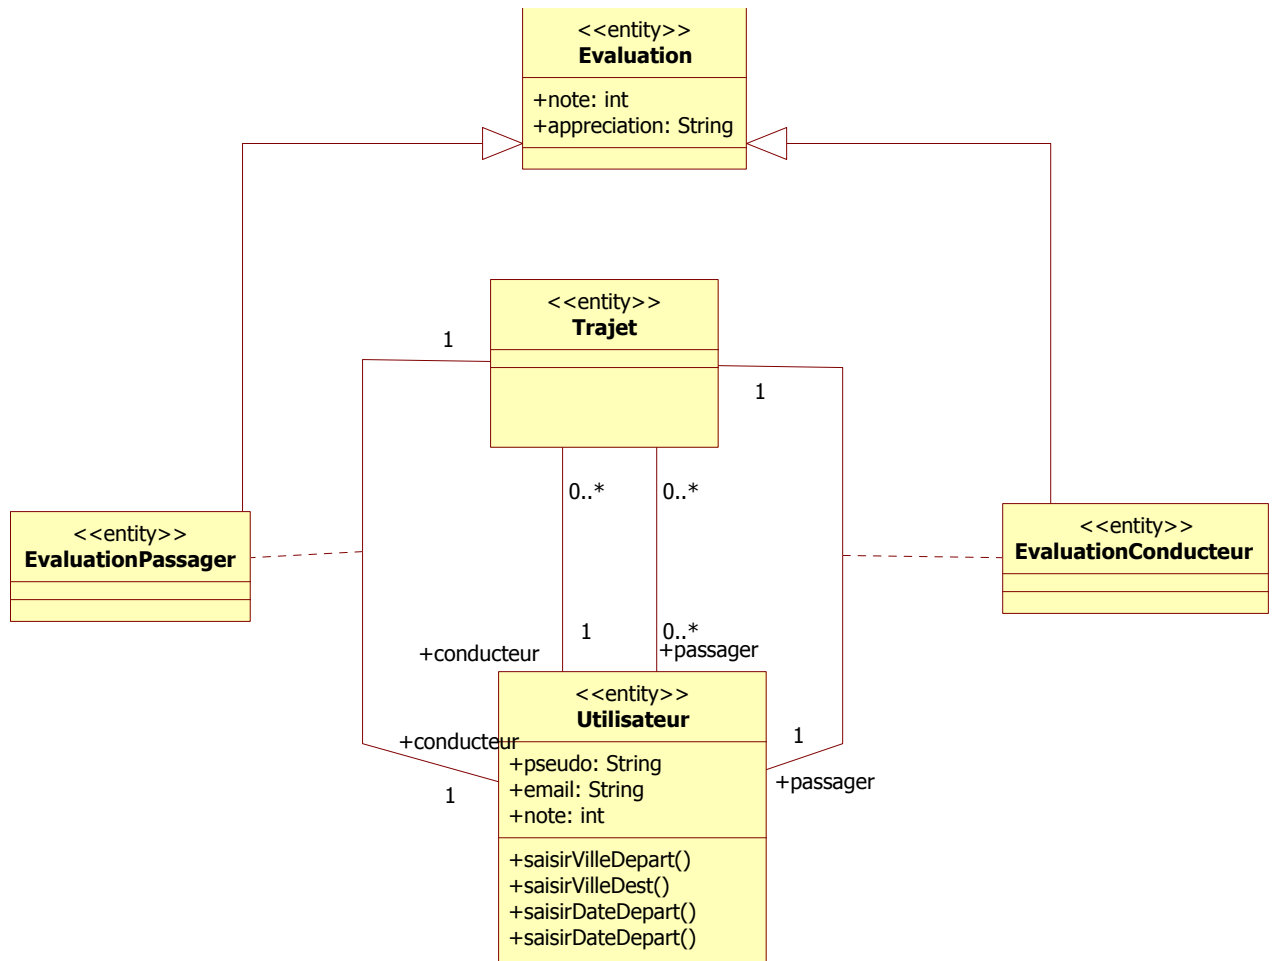 <<entity>>
Evaluation
+note: int
+appreciation: String
<<entity>>
Trajet
1
1
0..*
0..*
<<entity>>
EvaluationPassager
<<entity>>
EvaluationConducteur
1
0..*
+conducteur
+passager
<<entity>>
Utilisateur
+conducteur
1
1
+passager
+pseudo: String
+email: String
+note: int
+saisirVilleDepart()
+saisirVilleDest()
+saisirDateDepart()
+saisirDateDepart()